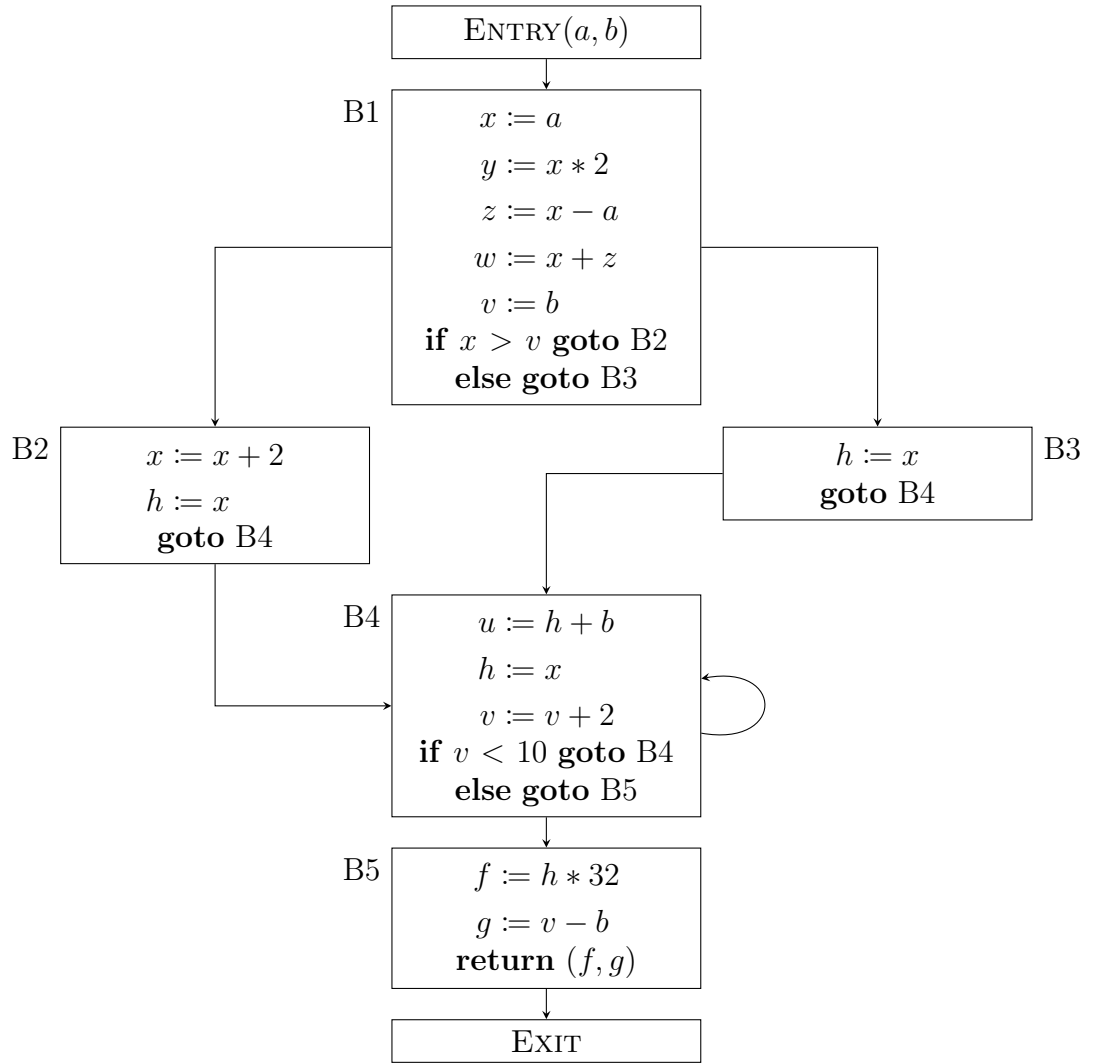 ENTRY(a, b)
B1
x := a
y := x ∗ 2
z := x − a
w := x + z
v := b
if x > v goto B2
else goto B3
B2
x := x + 2
h := x
goto B4
B3
h := x
goto B4
B4
u := h + b
h := x
v := v + 2
if v < 10 goto B4
else goto B5
B5
f := h ∗ 32
g := v − b
return (f, g)
EXIT